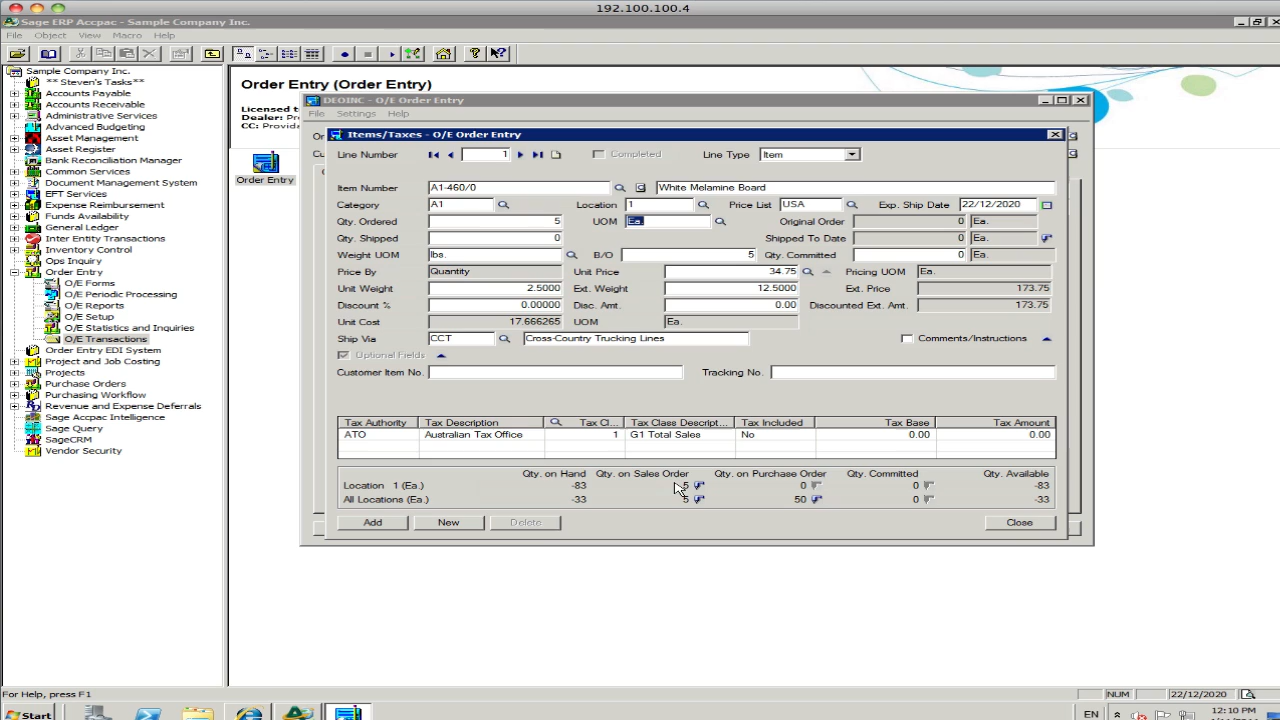 192.100.100.4
Sage ERP Accpac - Sample Company Inc.
File Object View Macro Help
Sample Company Inc.
** Steven's Tasks**
Accounts Payable
Accounts Receivable
Administrative Services
Advanced Budgeting
Asset Management
Asset Register
Bank Reconciliation Manager
Common Services
Document Management System
EFT Services
Expense Reimbursement
Funds Availability
General Ledger
Inter Entity Transactions
Inventory Control
Ops Inquiry
Order Entry
O/E Forms
O/E Periodic Processing
O/E Reports
O/E Setup
O/E Statistics and Inquiries
O/E Transactions
Order Entry EDI System
Project and Job Costing
Projects
Purchase Orders
Purchasing Workflow
Revenue and Expense Deferrals
Sage Accpac Intelligence
Sage Query
SageCRM
Vendor Security
Order Entry (Order Entry)
Licensed t
Dealer: Pro
CC: Provid
Order Entry
DEOINC - O/E Order Entry
File Settings Help
Or
Cu
Items/Taxes - O/E Order Entry
Line Number 1 Completed Line Type Item
Item Number A1-460/0 White Melamine Board
Category A1 Location 1 Price List USA Exp. Ship Date 22/12/2020
Qty. Ordered 5 UOM Ea. Original Order 0 Ea.
Qty. Shipped 0 Shipped To Date 0 Ea.
Weight UOM lbs. B/O 5 Qty. Committed 0 Ea.
Price By Quantity Unit Price 34.75 Pricing UOM Ea.
Unit Weight 2.5000 Ext. Weight 12.5000 Ext. Price 173.75
Discount % 0.00000 Disc. Amt. 0.00 Discounted Ext. Amt. 173.75
Unit Cost 17.666265 UOM Ea.
Ship Via CCT Cross-Country Trucking Lines Comments/Instructions
Optional Fields
Customer Item No. Tracking No.
Tax Authority Tax Description Tax Cl... Tax Class Descript... Tax Included Tax Base Tax Amount
ATO Australian Tax Office 1 G1 Total Sales No 0.00 0.00
Qty. on Hand Qty. on Sales Order Qty. on Purchase Order Qty. Committed Qty. Available
Location 1 (Ea.) -83 5 0 0 -83
All Locations (Ea.) -33 5 50 0 -33
Add New Delete Close
For Help, press F1 NUM 22/12/2020
Start EN 12:10 PM